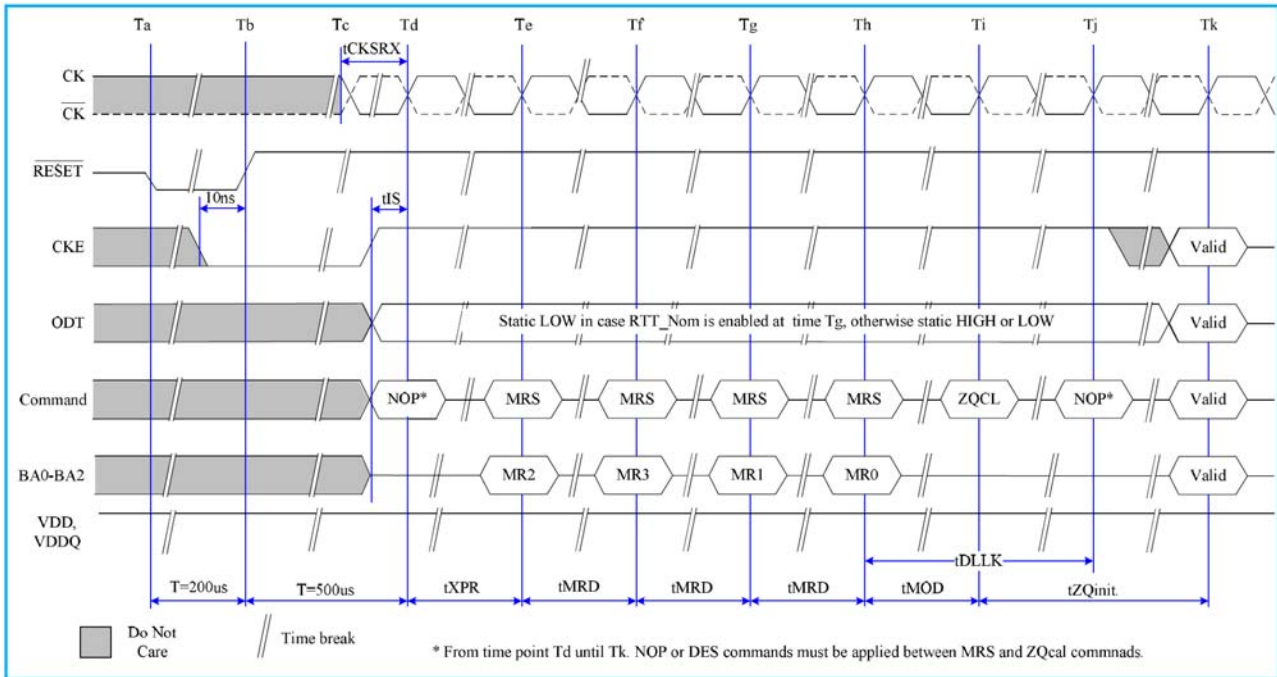 Ta Tb Tc Td Te Tf Tg Th Ti Tj Tk
tCKSRX
CK
CK
RESET
10ns
tIS
CKE
Valid
ODT
Static LOW in case RTT_Nom is enabled at time Tg, otherwise static HIGH or LOW
Valid
Command
NOP* MRS MRS MRS MRS ZQCL NOP* Valid
BA0-BA2
MR2 MR3 MR1 MR0 Valid
VDD,
VDDQ
tDLLK
T=200us T=500us tXPR tMRD tMRD tMRD tMOD tZQinit.
Do Not
Care
Time break
* From time point Td until Tk. NOP or DES commands must be applied between MRS and ZQcal commnads.